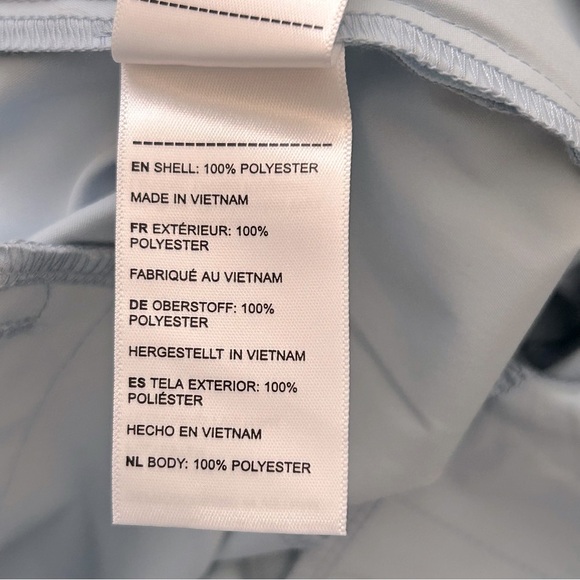 EN SHELL: 100% POLYESTER
MADE IN VIETNAM
FR EXTÉRIEUR: 100%
POLYESTER
FABRIQUÉ AU VIETNAM
DE OBERSTOFF: 100%
POLYESTER
HERGESTELLT IN VIETNAM
ES TELA EXTERIOR: 100%
POLIÉSTER
HECHO EN VIETNAM
NL BODY: 100% POLYESTER